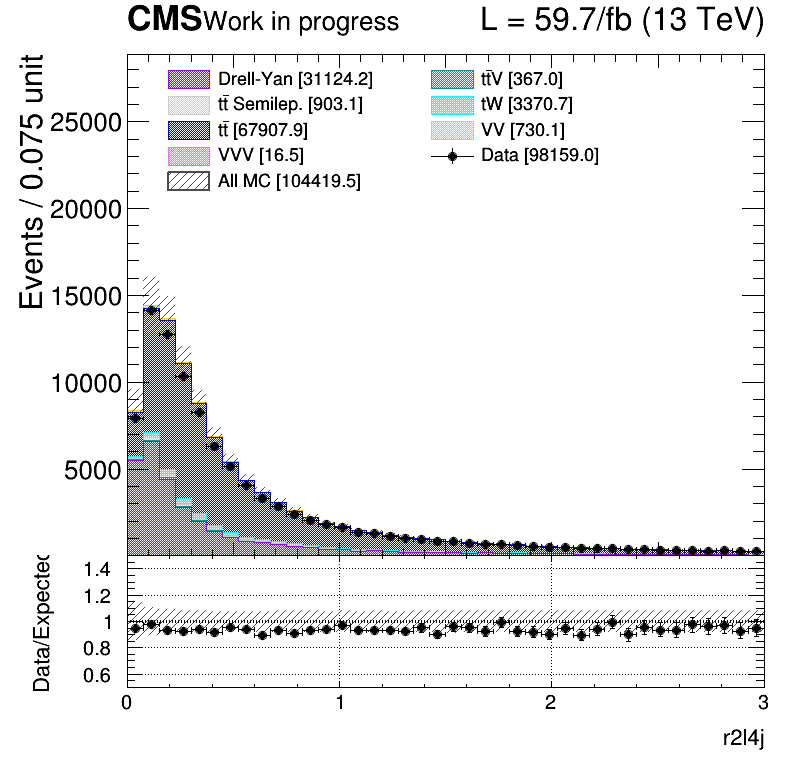 CMS Work in progress L = 59.7/fb (13 TeV)
Events / 0.075 unit
25000
20000
15000
10000
5000
Drell-Yan [31124.2]
tt̄ Semilep. [903.1]
tt̄ [67907.9]
VVV [16.5]
All MC [104419.5]
tt̄V [367.0]
tW [3370.7]
VV [730.1]
Data [98159.0]
Data/Expected
1.4
1.2
1
0.8
0.6
0 1 2 3
r2l4j